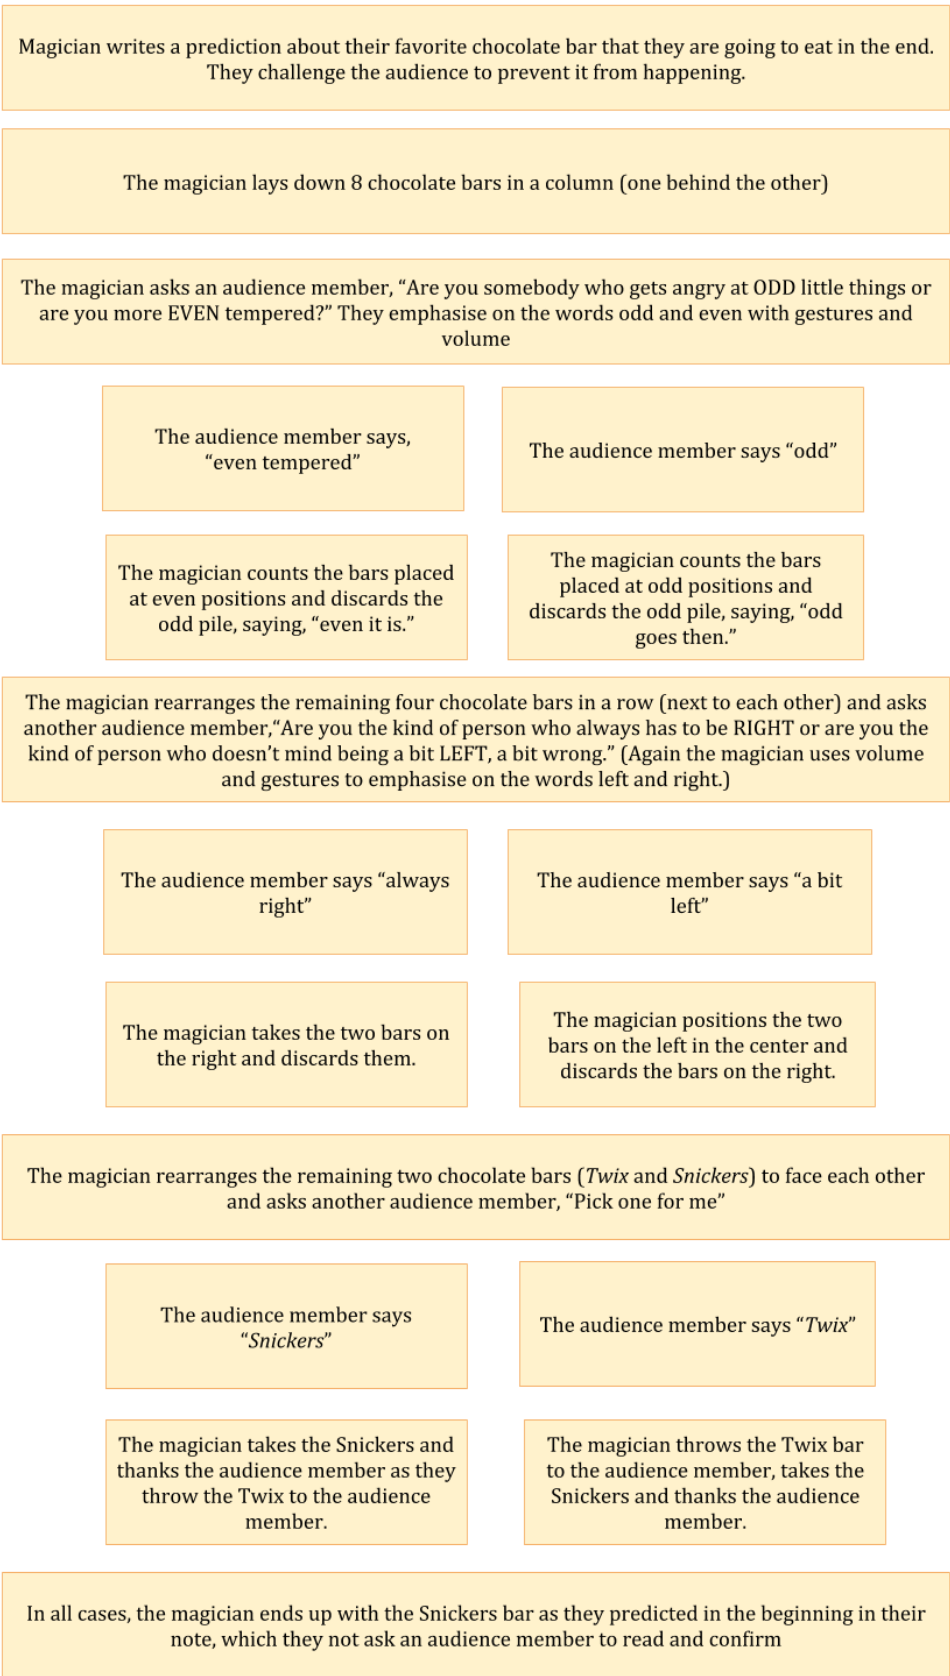 Magician writes a prediction about their favorite chocolate bar that they are going to eat in the end.
They challenge the audience to prevent it from happening.
The magician lays down 8 chocolate bars in a column (one behind the other)
The magician asks an audience member, “Are you somebody who gets angry at ODD little things or
are you more EVEN tempered?” They emphasise on the words odd and even with gestures and
volume
The audience member says,
“even tempered”
The audience member says “odd”
The magician counts the bars placed
at even positions and discards the
odd pile, saying, “even it is.”
The magician counts the bars
placed at odd positions and
discards the odd pile, saying, “odd
goes then.”
The magician rearranges the remaining four chocolate bars in a row (next to each other) and asks
another audience member,“Are you the kind of person who always has to be RIGHT or are you the
kind of person who doesn’t mind being a bit LEFT, a bit wrong.” (Again the magician uses volume
and gestures to emphasise on the words left and right.)
The audience member says “always
right”
The audience member says “a bit
left”
The magician takes the two bars on
the right and discards them.
The magician positions the two
bars on the left in the center and
discards the bars on the right.
The magician rearranges the remaining two chocolate bars (Twix and Snickers) to face each other
and asks another audience member, “Pick one for me”
The audience member says
“Snickers”
The audience member says “Twix”
The magician takes the Snickers and
thanks the audience member as they
throw the Twix to the audience
member.
The magician throws the Twix bar
to the audience member, takes the
Snickers and thanks the audience
member.
In all cases, the magician ends up with the Snickers bar as they predicted in the beginning in their
note, which they not ask an audience member to read and confirm